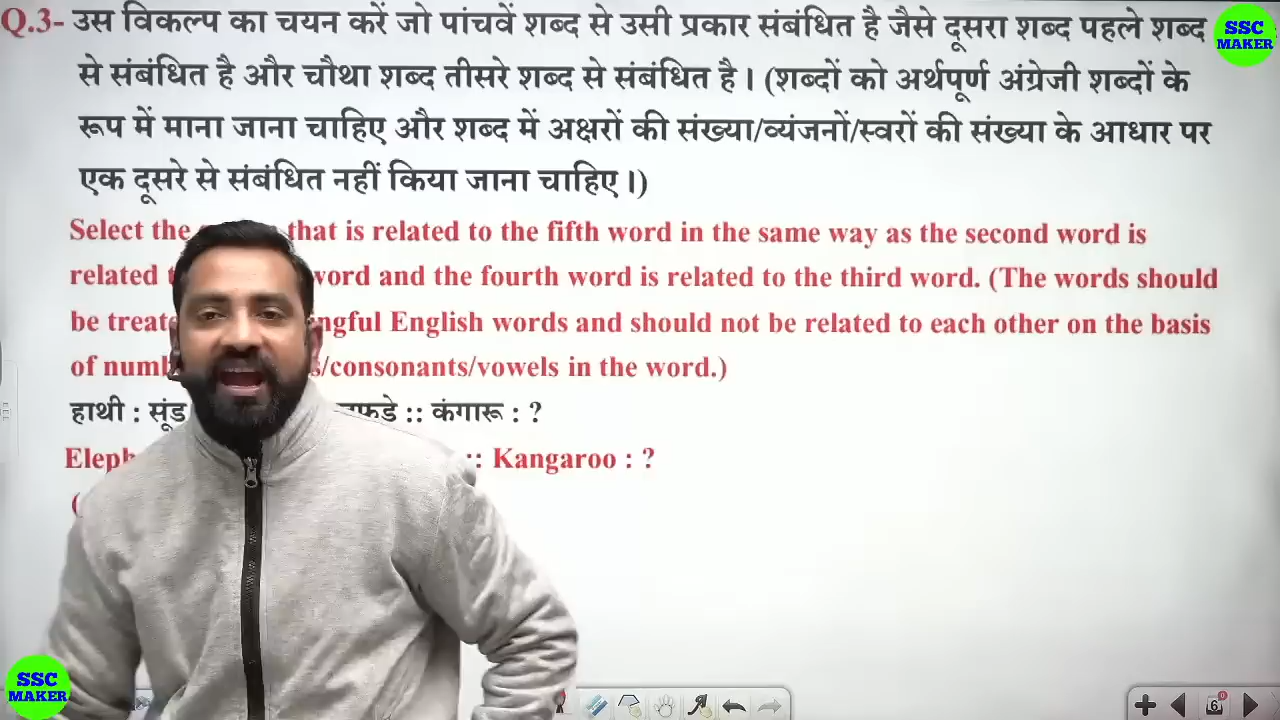 Q.3- उस विकल्प का चयन करें जो पांचवें शब्द से उसी प्रकार संबंधित है जैसे दूसरा शब्द पहले शब्द
से संबंधित है और चौथा शब्द तीसरे शब्द से संबंधित है। (शब्दों को अर्थपूर्ण अंग्रेजी शब्दों के
रूप में माना जाना चाहिए और शब्द में अक्षरों की संख्या/व्यंजनों/स्वरों की संख्या के आधार पर
एक दूसरे से संबंधित नहीं किया जाना चाहिए।)
Select the that is related to the fifth word in the same way as the second word is
related word and the fourth word is related to the third word. (The words should
be English words and should not be related to each other on the basis
of /consonants/vowels in the word.)
हाथी : सूंड :: कंगारू : ?
:: Kangaroo : ?
SSC
MAKER
SSC
MAKER
6